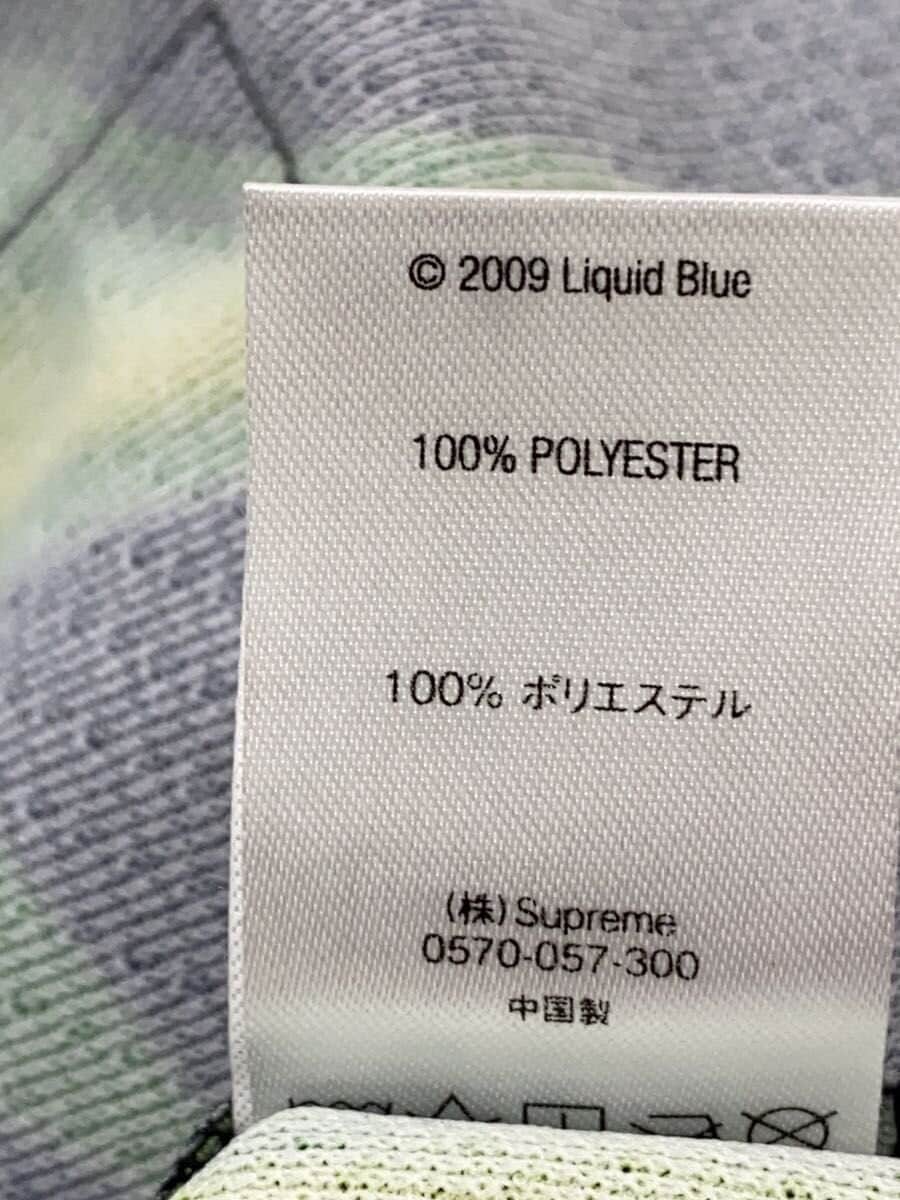 © 2009 Liquid Blue
100% POLYESTER
100% ポリエステル
(株)Supreme
0570-057-300
中国製